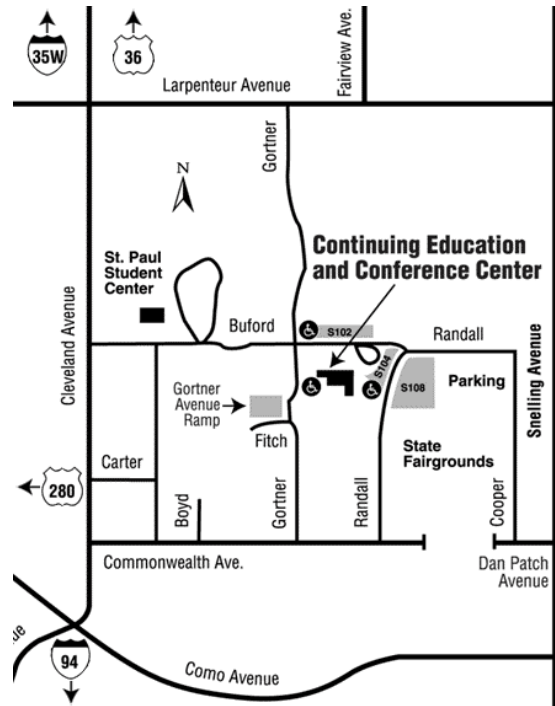 35W
36
Fairview Ave.
Larpenteur Avenue
Gortner
N
Continuing Education
and Conference Center
St. Paul
Student
Center
Cleveland Avenue
Buford
S102
Randall
Snelling Avenue
S104
S108
Parking
Gortner
Avenue
Ramp
Fitch
State
Fairgrounds
Carter
280
Boyd
Gortner
Randall
Cooper
Commonwealth Ave.
Dan Patch
Avenue
ue
94
Como Avenue